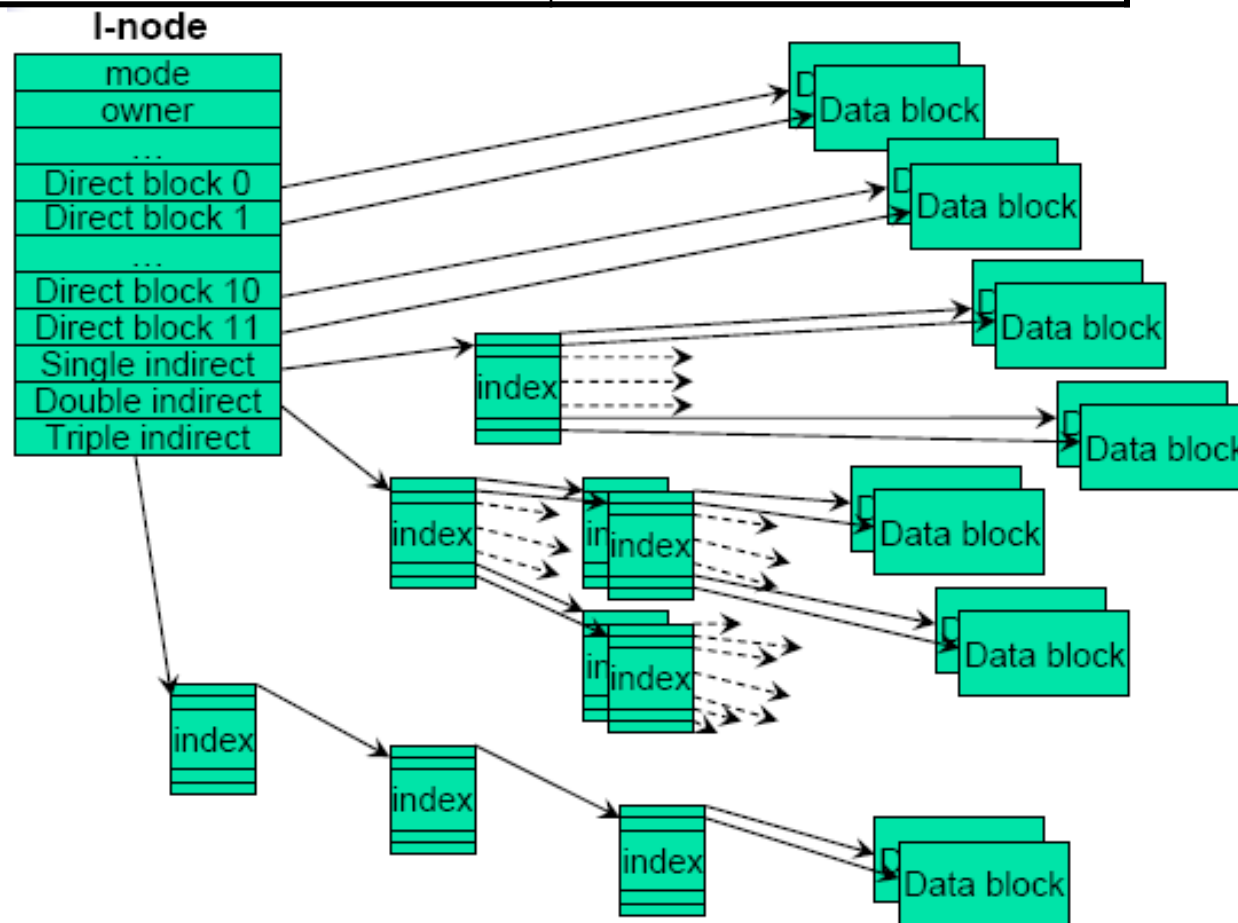 I-node
mode
owner
...
Direct block 0
Direct block 1
...
Direct block 10
Direct block 11
Single indirect
Double indirect
Triple indirect
D
Data block
D
Data block
D
Data block
index
D
Data block
index
in
index
D
Data block
in
index
D
Data block
index
index
index
D
Data block